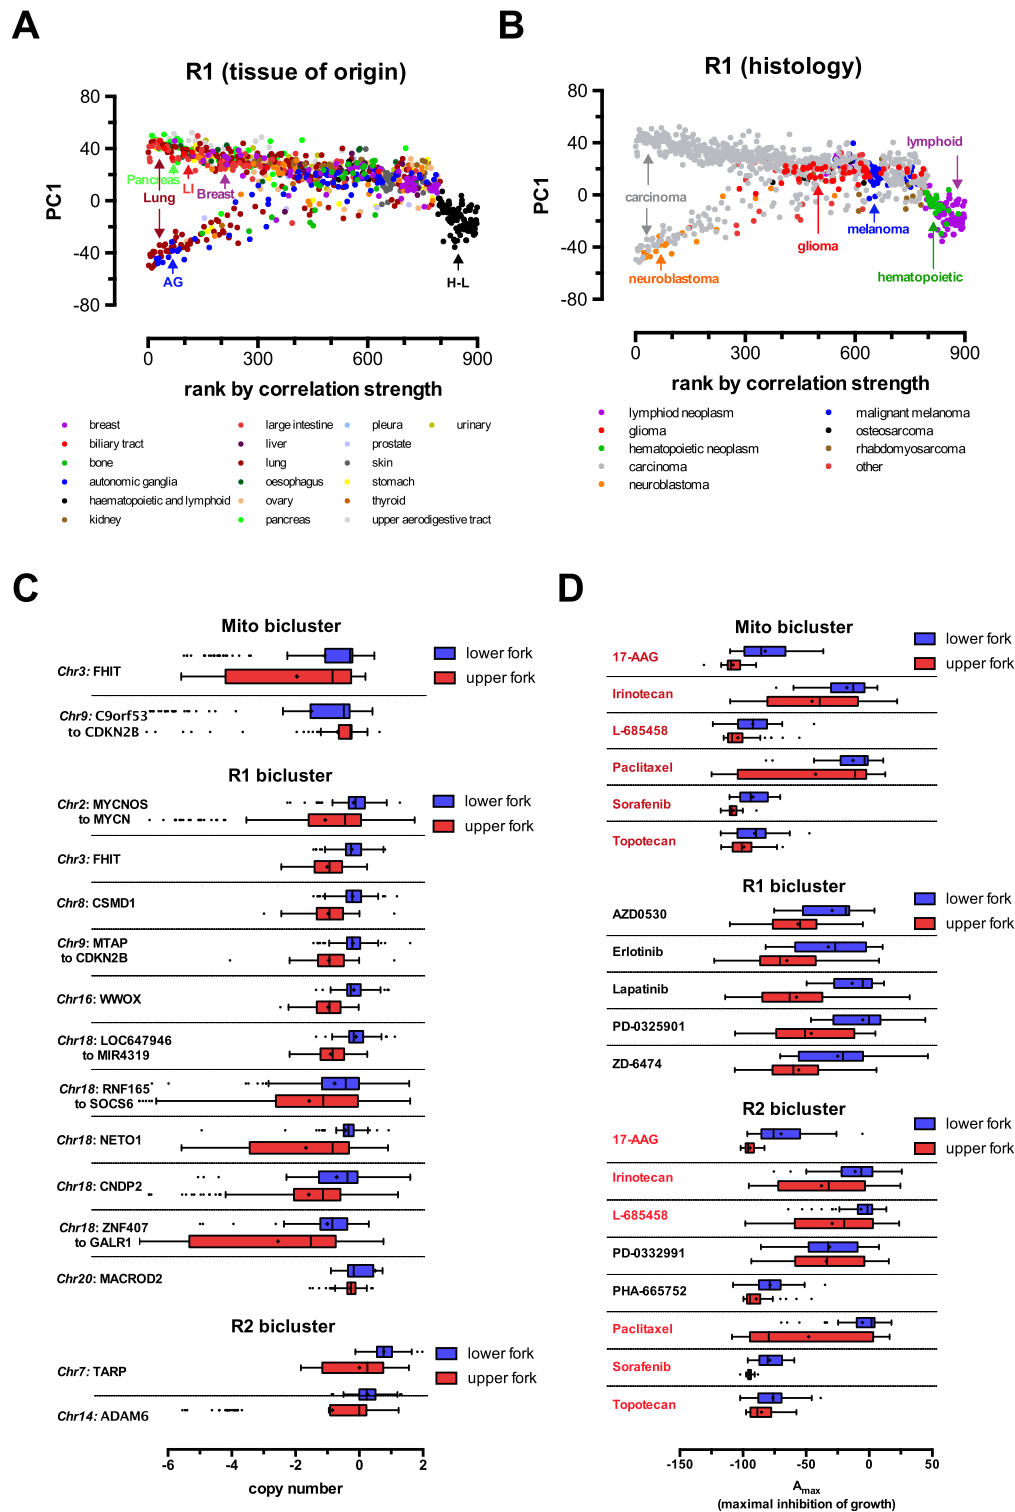 A
R1 (tissue of origin)
PC1
80
40
0
-40
-80
Pancreas
LI
Lung
Breast
AG
H-L
0
300
600
900
rank by correlation strength
breast
biliary tract
bone
autonomic ganglia
haematopoietic and lymphoid
kidney
large intestine
liver
lung
oesophagus
ovary
pancreas
pleura
prostate
skin
stomach
thyroid
upper aerodigestive tract
urinary
B
R1 (histology)
PC1
80
40
0
-40
-80
lymphoid
carcinoma
glioma
melanoma
neuroblastoma
hematopoietic
0
300
600
900
rank by correlation strength
lymphiod neoplasm
glioma
hematopoietic neoplasm
carcinoma
neuroblastoma
malignant melanoma
osteosarcoma
rhabdomyosarcoma
other
C
Mito bicluster
lower fork
upper fork
Chr3: FHIT
Chr9: C9orf53
to CDKN2B
R1 bicluster
lower fork
upper fork
Chr2: MYCNOS
to MYCN
Chr3: FHIT
Chr8: CSMD1
Chr9: MTAP
to CDKN2B
Chr16: WWOX
Chr18: LOC647946
to MIR4319
Chr18: RNF165
to SOCS6
Chr18: NETO1
Chr18: CNDP2
Chr18: ZNF407
to GALR1
Chr20: MACROD2
R2 bicluster
lower fork
upper fork
Chr7: TARP
Chr14: ADAM6
-6
-4
-2
0
2
copy number
D
Mito bicluster
lower fork
upper fork
17-AAG
Irinotecan
L-685458
Paclitaxel
Sorafenib
Topotecan
R1 bicluster
lower fork
upper fork
AZD0530
Erlotinib
Lapatinib
PD-0325901
ZD-6474
R2 bicluster
lower fork
upper fork
17-AAG
Irinotecan
L-685458
PD-0332991
PHA-665752
Paclitaxel
Sorafenib
Topotecan
-150
-100
-50
0
50
Amax
(maximal inhibition of growth)